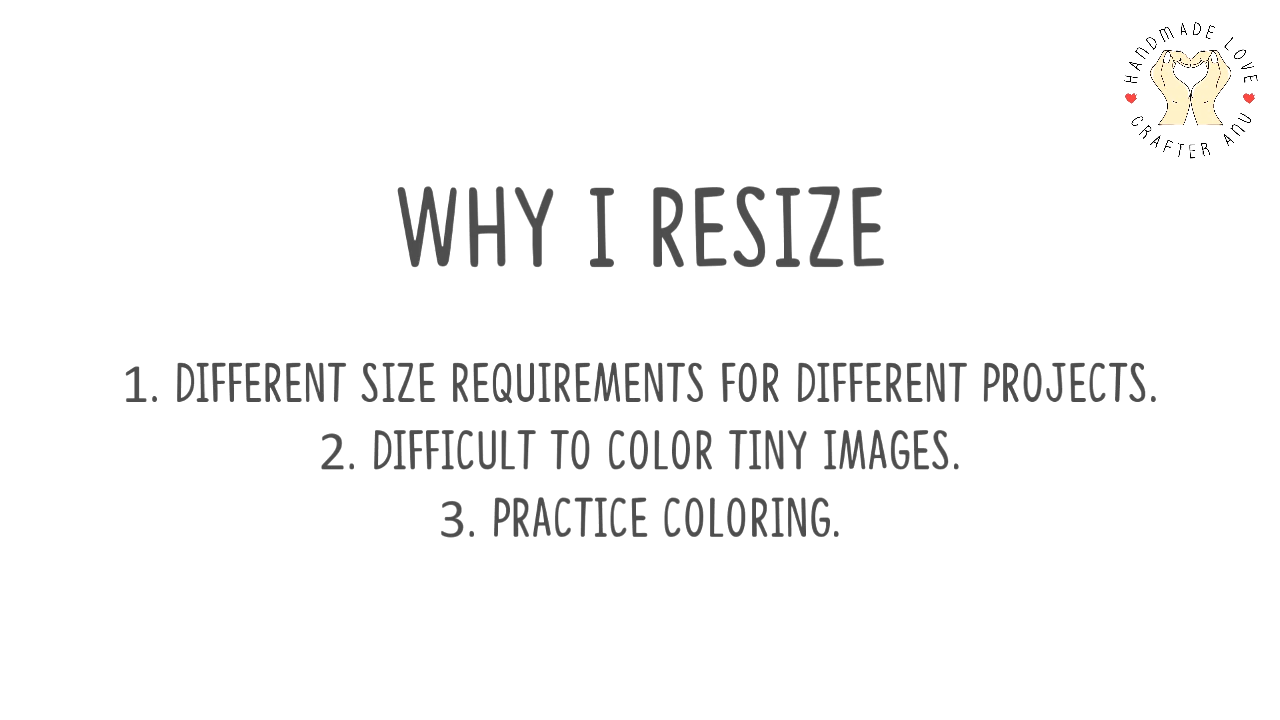 HANDMADE LOVE
CRAFTER ANU
WHY I RESIZE
1. DIFFERENT SIZE REQUIREMENTS FOR DIFFERENT PROJECTS.
2. DIFFICULT TO COLOR TINY IMAGES.
3. PRACTICE COLORING.